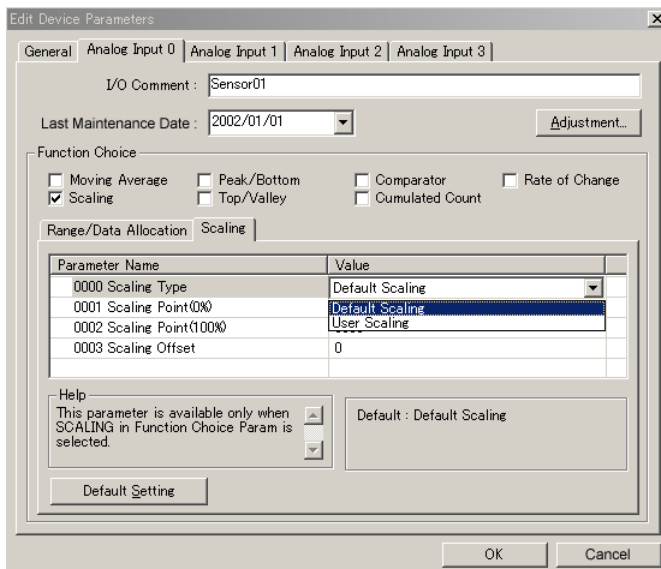 Edit Device Parameters
General Analog Input 0 Analog Input 1 Analog Input 2 Analog Input 3
I/O Comment : Sensor01
Last Maintenance Date : 2002/01/01 Adjustment...
Function Choice
Moving Average Peak/Bottom Comparator Rate of Change
Scaling Top/Valley Cumulated Count
Range/Data Allocation Scaling
Parameter Name Value
0000 Scaling Type Default Scaling
0001 Scaling Point(0%) Default Scaling
0002 Scaling Point(100%) User Scaling
0003 Scaling Offset 0
Help
This parameter is available only when
SCALING in Function Choice Param is
selected.
Default : Default Scaling
Default Setting
OK Cancel